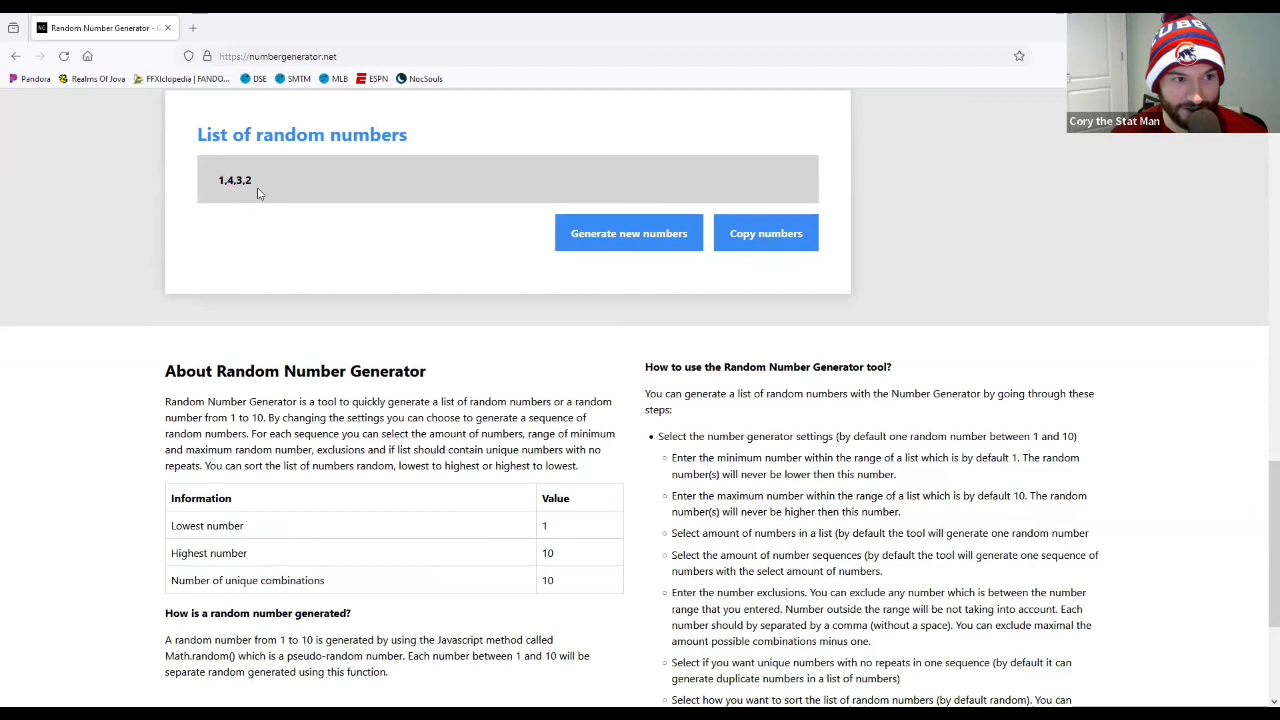 Random Number Generator - G
https://numbergenerator.net
Pandora
Realms Of Jova
FFXIclopedia | FANDO...
DSE
SMTM
MLB
ESPN
NocSouls
CUBS
Cory the Stat Man
List of random numbers
1,4,3,2
Generate new numbers
Copy numbers
About Random Number Generator
Random Number Generator is a tool to quickly generate a list of random numbers or a random
number from 1 to 10. By changing the settings you can choose to generate a sequence of
random numbers. For each sequence you can select the amount of numbers, range of minimum
and maximum random number, exclusions and if list should contain unique numbers with no
repeats. You can sort the list of numbers random, lowest to highest or highest to lowest.
Information
Value
Lowest number
1
Highest number
10
Number of unique combinations
10
How is a random number generated?
A random number from 1 to 10 is generated by using the Javascript method called
Math.random() which is a pseudo-random number. Each number between 1 and 10 will be
separate random generated using this function.
How to use the Random Number Generator tool?
You can generate a list of random numbers with the Number Generator by going through these
steps:
Select the number generator settings (by default one random number between 1 and 10)
Enter the minimum number within the range of a list which is by default 1. The random
number(s) will never be lower then this number.
Enter the maximum number within the range of a list which is by default 10. The random
number(s) will never be higher then this number.
Select amount of numbers in a list (by default the tool will generate one random number
Select the amount of number sequences (by default the tool will generate one sequence of
numbers with the select amount of numbers.
Enter the number exclusions. You can exclude any number which is between the number
range that you entered. Number outside the range will be not taking into account. Each
number should by separated by a comma (without a space). You can exclude maximal the
amount possible combinations minus one.
Select if you want unique numbers with no repeats in one sequence (by default it can
generate duplicate numbers in a list of numbers)
Select how you want to sort the list of random numbers (by default random). You can